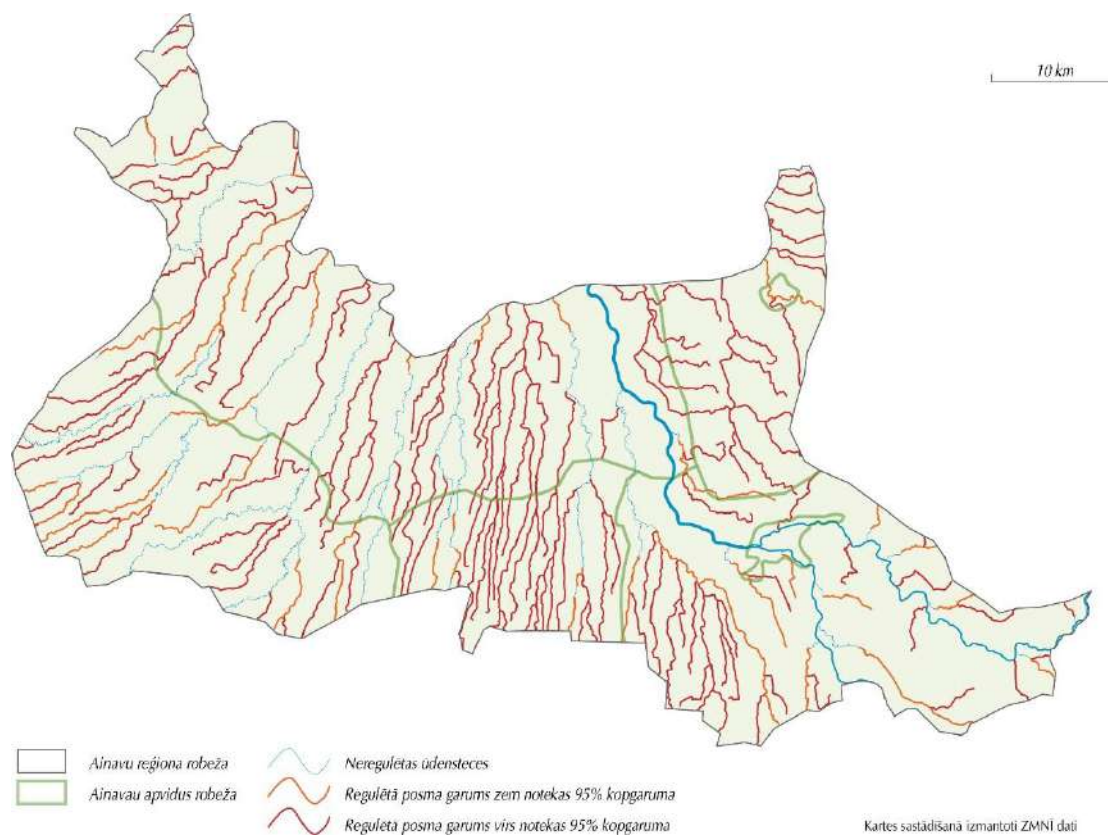 10 km
Ainavu reģiona robeža
Ainavau apvidus robeža
Neregulētas ūdensteces
Regulētā posma garums zem notekas 95% kopgaruma
Regulētā posma garums virs notekas 95% kopgaruma
Kartes sastādīšanā izmantoti ZMNĪ dati